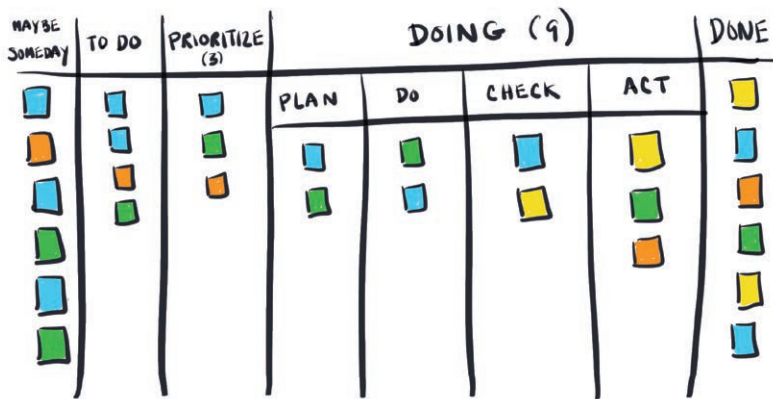 MAYBE
SOMEDAY
TO DO
PRIORITIZE
(3)
DOING (9)
DONE
PLAN
DO
CHECK
ACT